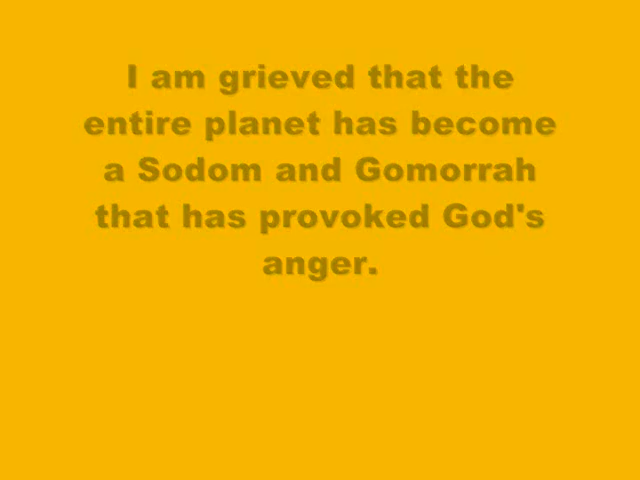 I am grieved that the
entire planet has become
a Sodom and Gomorrah
that has provoked God's
anger.